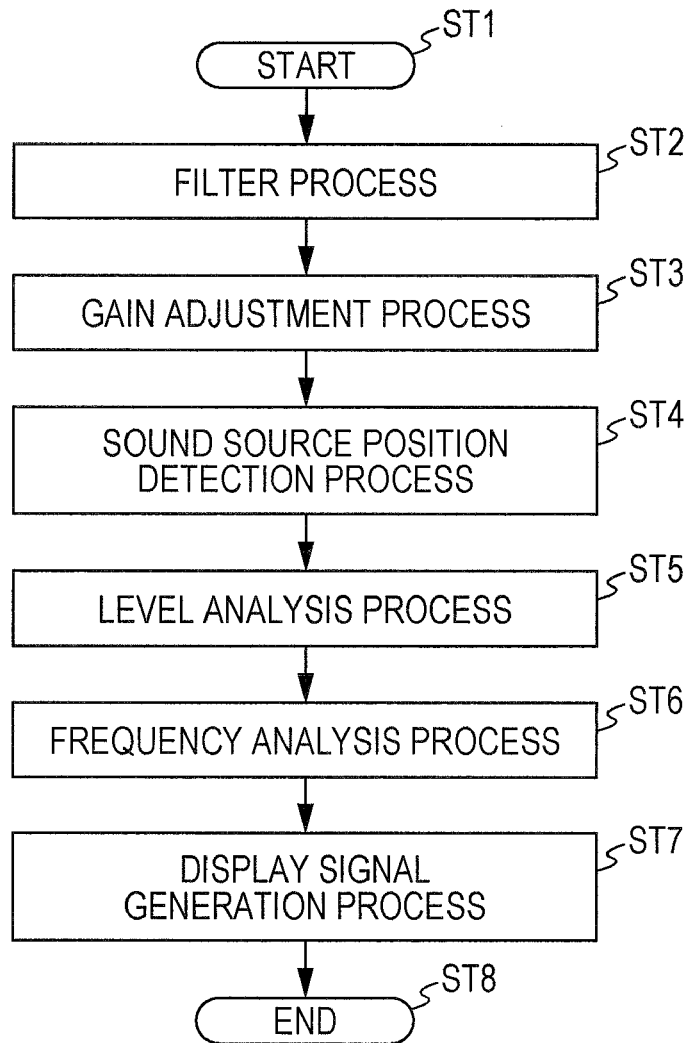 ST1
START
ST2
FILTER PROCESS
ST3
GAIN ADJUSTMENT PROCESS
ST4
SOUND SOURCE POSITION
DETECTION PROCESS
ST5
LEVEL ANALYSIS PROCESS
ST6
FREQUENCY ANALYSIS PROCESS
ST7
DISPLAY SIGNAL
GENERATION PROCESS
ST8
END